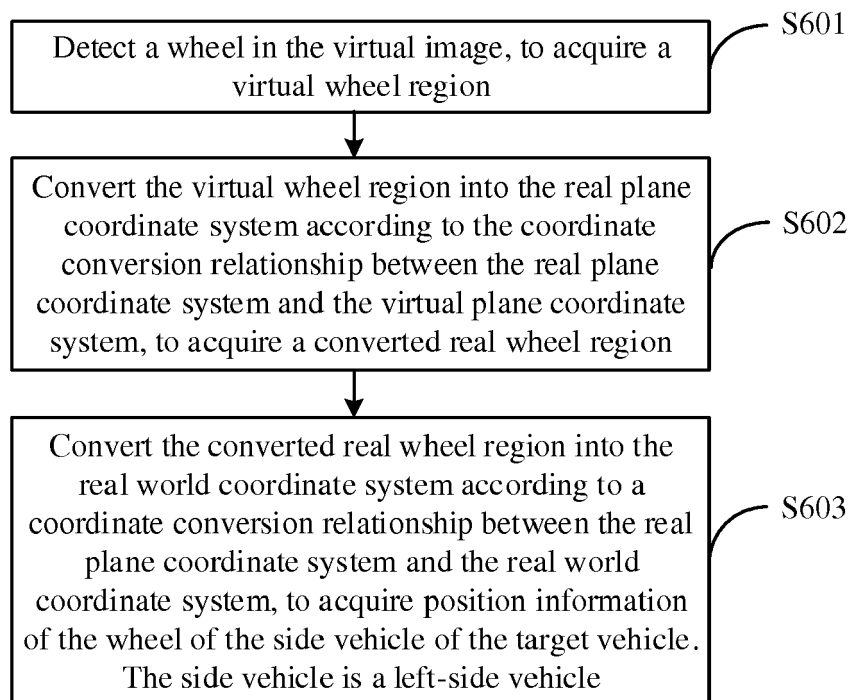 S601
Detect a wheel in the virtual image, to acquire a
virtual wheel region
S602
Convert the virtual wheel region into the real plane
coordinate system according to the coordinate
conversion relationship between the real plane
coordinate system and the virtual plane coordinate
system, to acquire a converted real wheel region
S603
Convert the converted real wheel region into the
real world coordinate system according to a
coordinate conversion relationship between the real
plane coordinate system and the real world
coordinate system, to acquire position information
of the wheel of the side vehicle of the target vehicle.
The side vehicle is a left-side vehicle